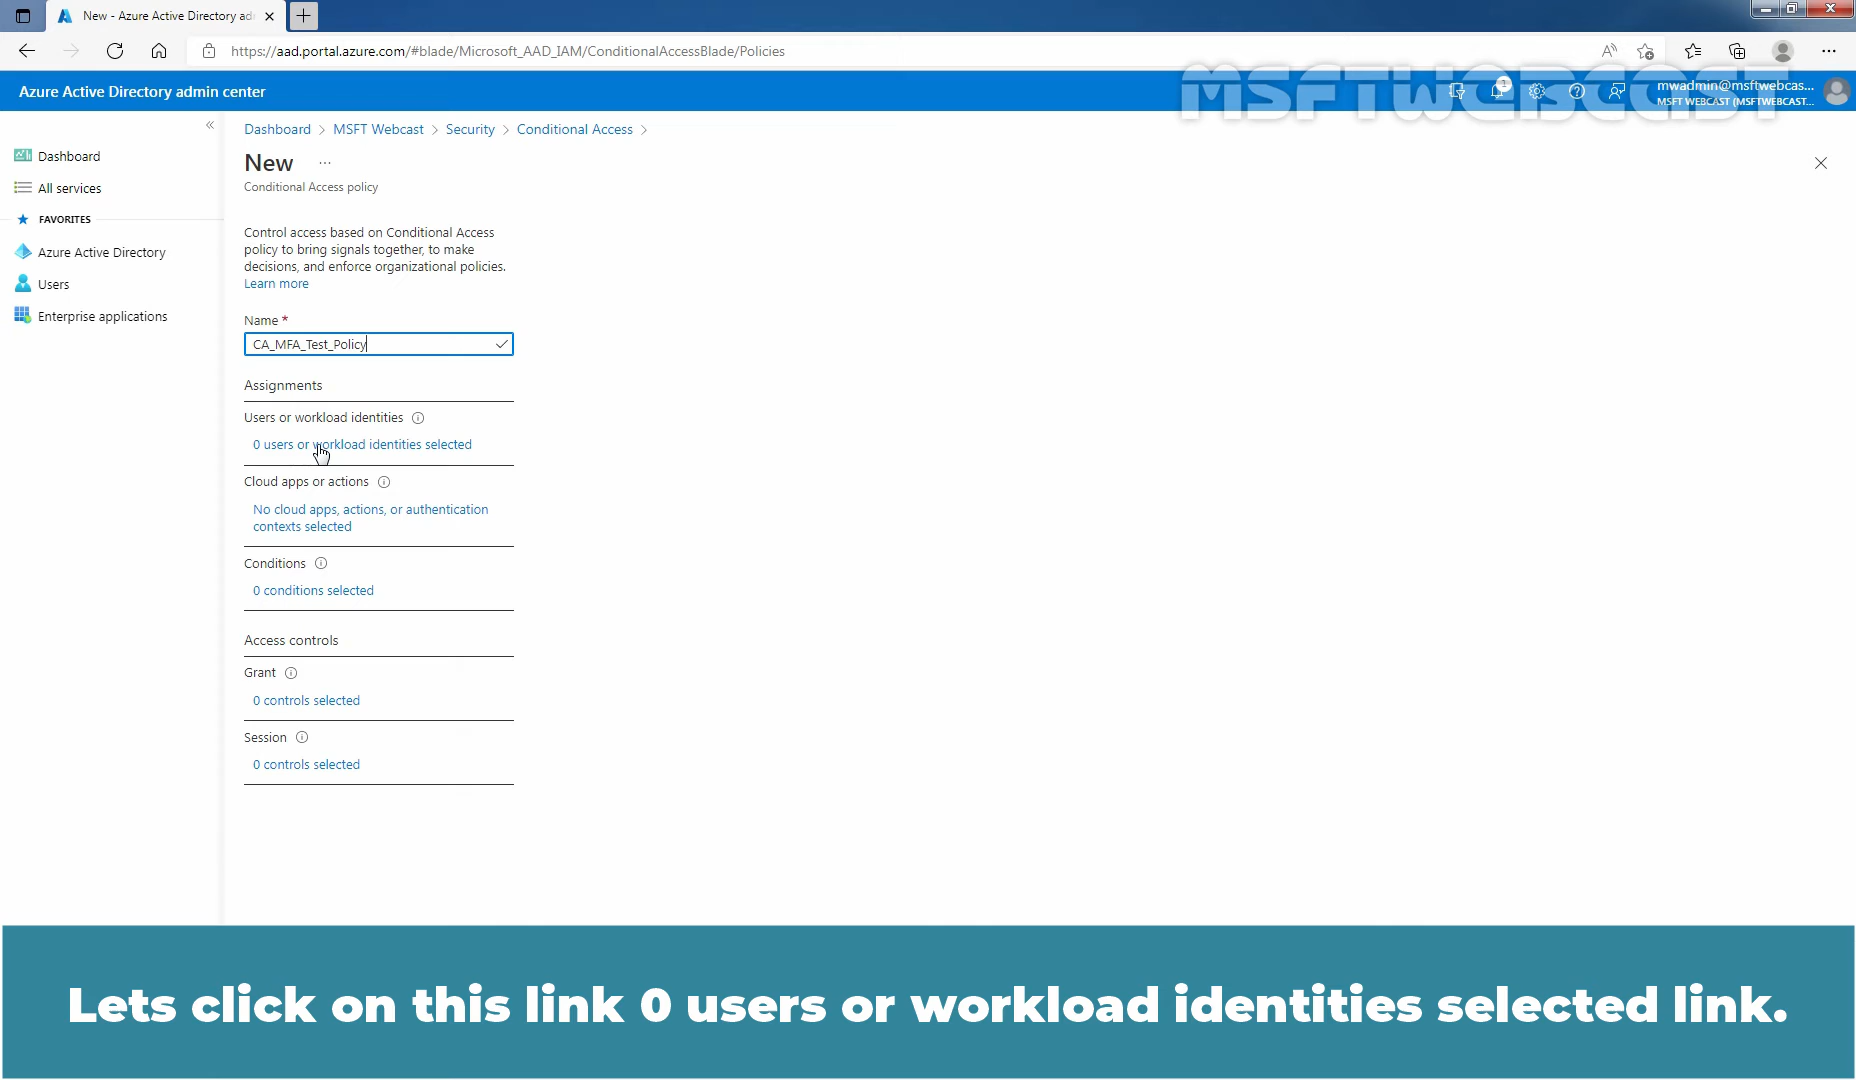 New - Azure Active Directory ad
https://aad.portal.azure.com/#blade/Microsoft_AAD_IAM/ConditionalAccessBlade/Policies
Azure Active Directory admin center
MSFTWEBCAST
1
mwadmin@msftwebcas...
MSFT WEBCAST (MSFTWEBCAST....
Dashboard
All services
FAVORITES
Azure Active Directory
Users
Enterprise applications
Dashboard > MSFT Webcast > Security > Conditional Access >
New ...
Conditional Access policy
Control access based on Conditional Access
policy to bring signals together, to make
decisions, and enforce organizational policies.
Learn more
Name *
CA_MFA_Test_Policy
Assignments
Users or workload identities
0 users or workload identities selected
Cloud apps or actions
No cloud apps, actions, or authentication
contexts selected
Conditions
0 conditions selected
Access controls
Grant
0 controls selected
Session
0 controls selected
Lets click on this link 0 users or workload identities selected link.